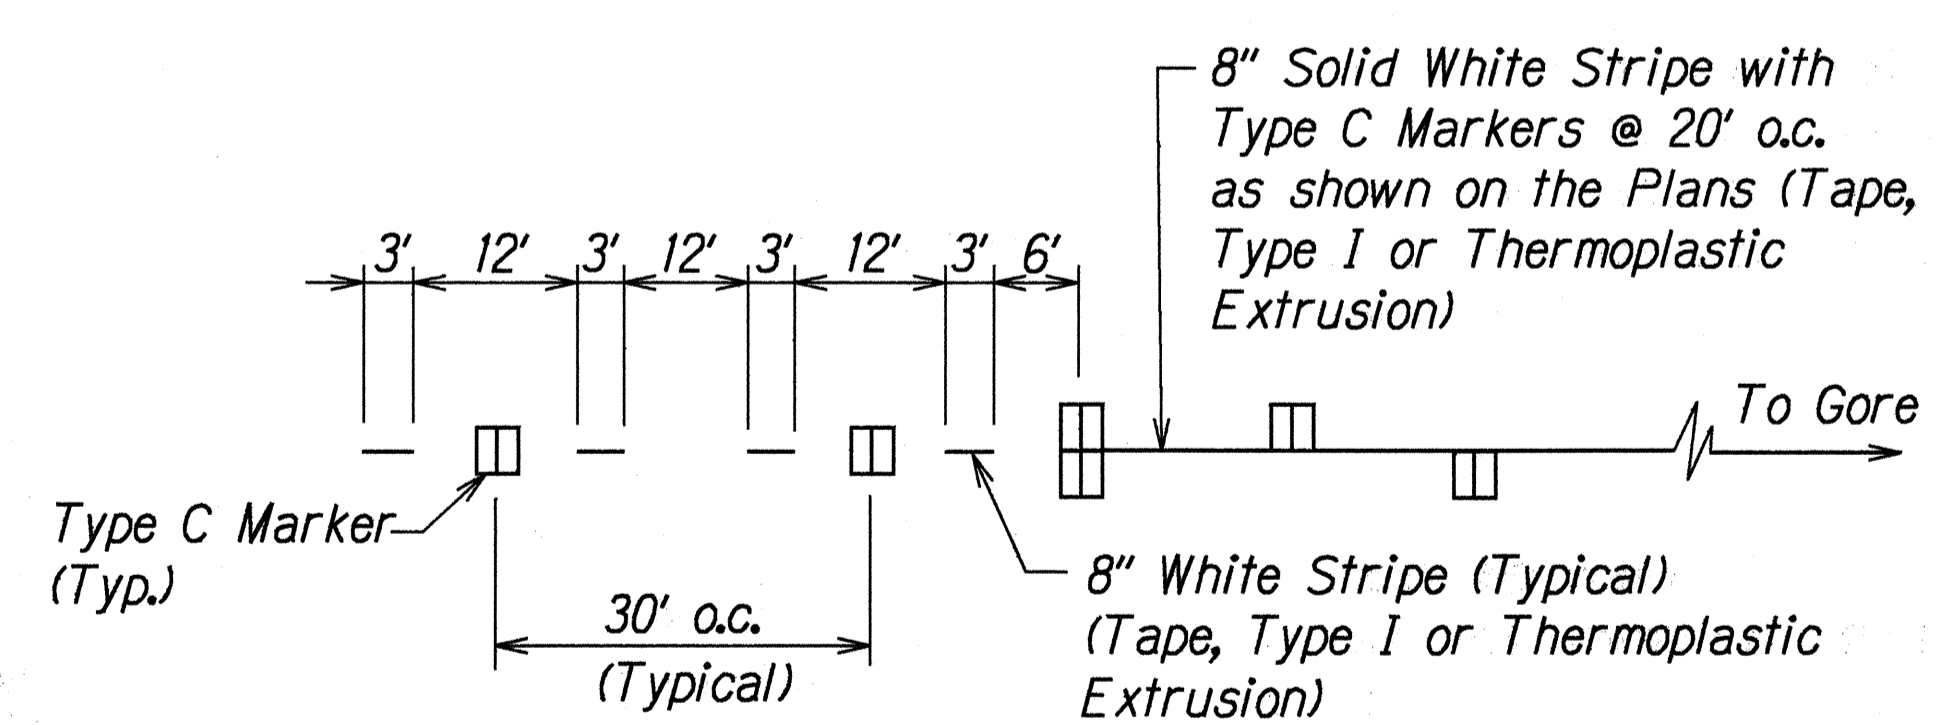 8" Solid White Stripe with
Type C Markers @ 20' o.c.
as shown on the Plans (Tape,
Type I or Thermoplastic
Extrusion)
3' 12' 3' 12' 3' 12' 3' 6'
To Gore
Type C Marker
(Typ.)
30' o.c.
(Typical)
8" White Stripe (Typical)
(Tape, Type I or Thermoplastic
Extrusion)